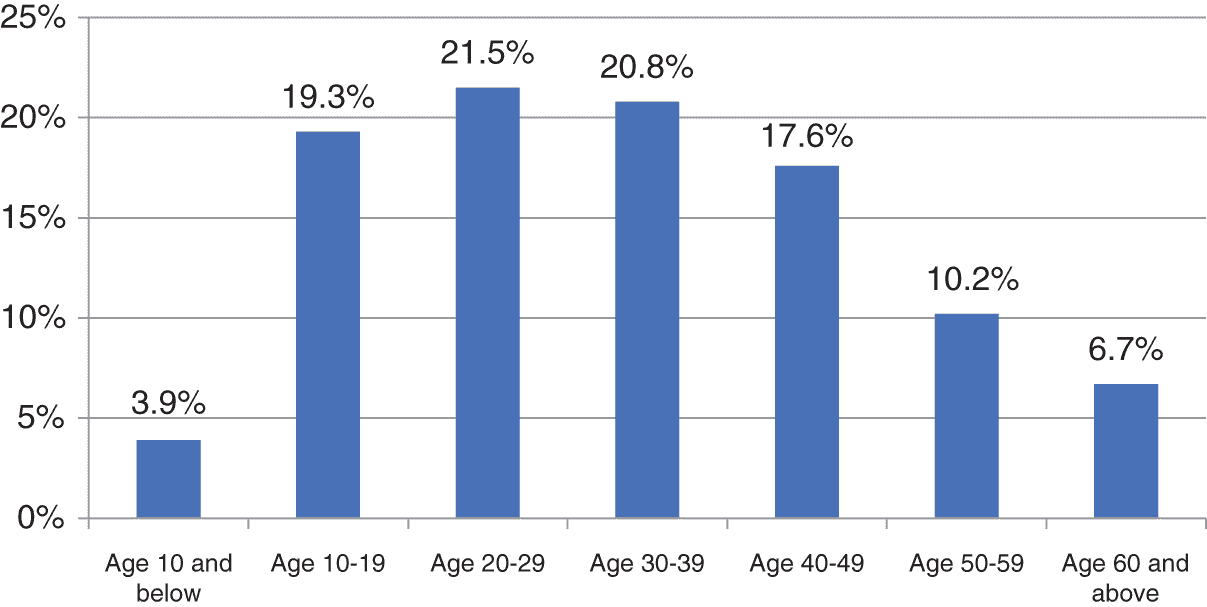 25%
20%
15%
10%
5%
0%
3.9%
19.3%
21.5%
20.8%
17.6%
10.2%
6.7%
Age 10 and
below
Age 10-19
Age 20-29
Age 30-39
Age 40-49
Age 50-59
Age 60 and
above